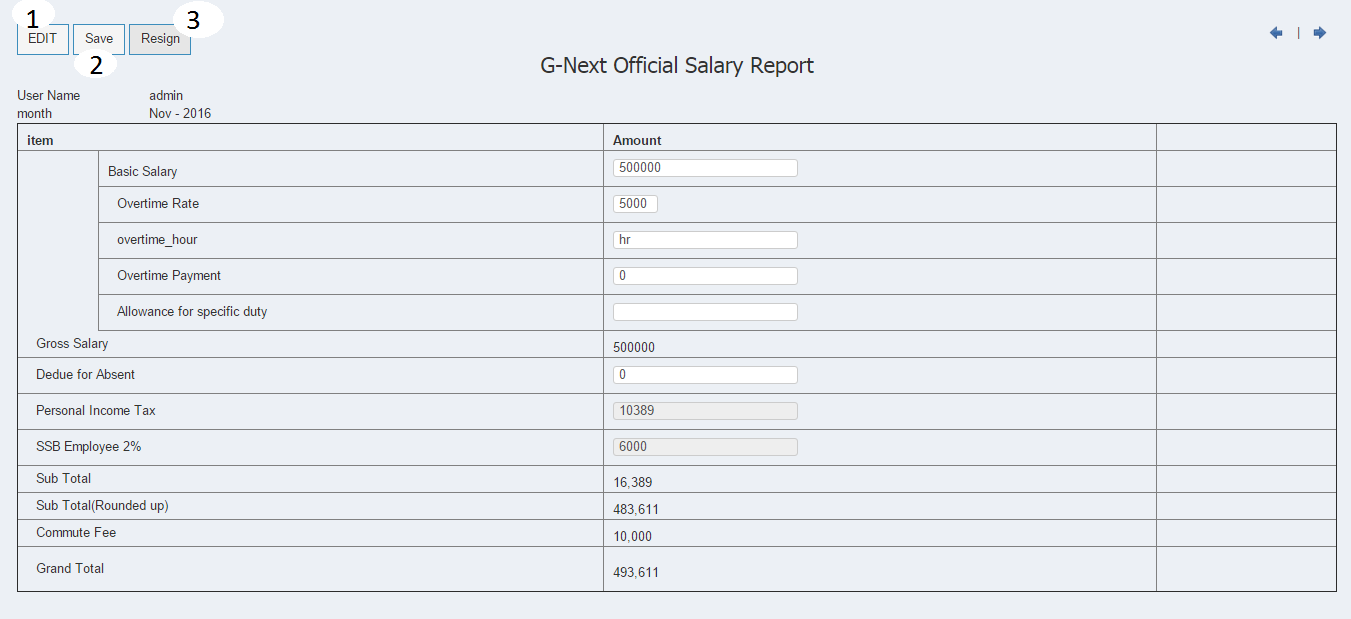 1
3
EDIT Save Resign
2
|
G-Next Official Salary Report
User Name admin
month Nov - 2016
item Amount
Basic Salary 500000
Overtime Rate 5000
overtime_hour hr
Overtime Payment 0
Allowance for specific duty
Gross Salary 500000
Dedue for Absent 0
Personal Income Tax 10389
SSB Employee 2% 6000
Sub Total 16,389
Sub Total(Rounded up) 483,611
Commute Fee 10,000
Grand Total 493,611